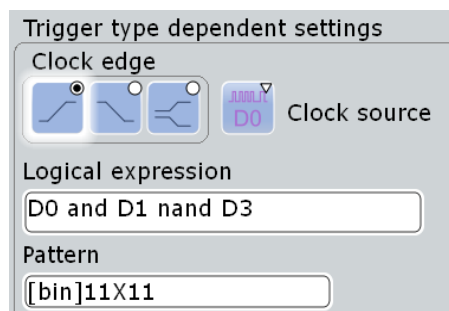 Trigger type dependent settings
Clock edge
D0 Clock source
Logical expression
D0 and D1 nand D3
Pattern
[bin]11X11